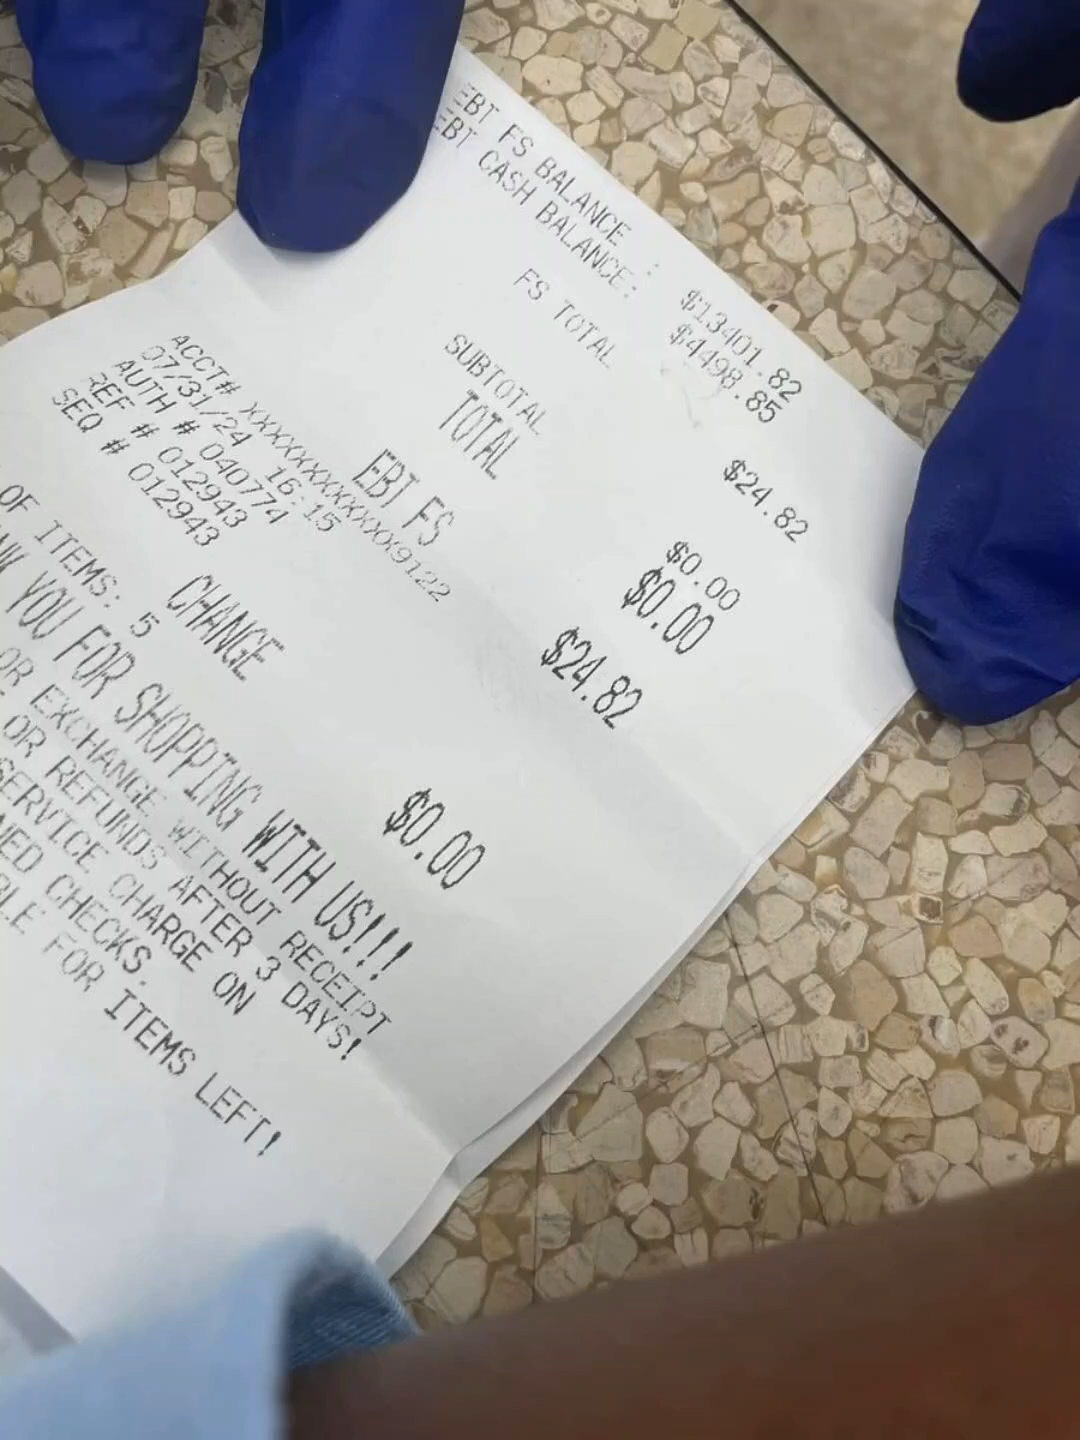 EBT FS BALANCE : $13401.82
EBT CASH BALANCE: $4498.85
FS TOTAL $24.82
SUBTOTAL $0.00
TOTAL $0.00
EBT FS $24.82
ACCT# XXXXXXXXXXXXXXX9122
07/31/24 16:15
AUTH # 040774
REF # 012943
SEQ # 012943
CHANGE $0.00
OF ITEMS: 5
YOU FOR SHOPPING WITH US!!!
OR EXCHANGE WITHOUT RECEIPT
OR REFUNDS AFTER 3 DAYS!
SERVICE CHARGE ON
NED CHECKS.
BLE FOR ITEMS LEFT!